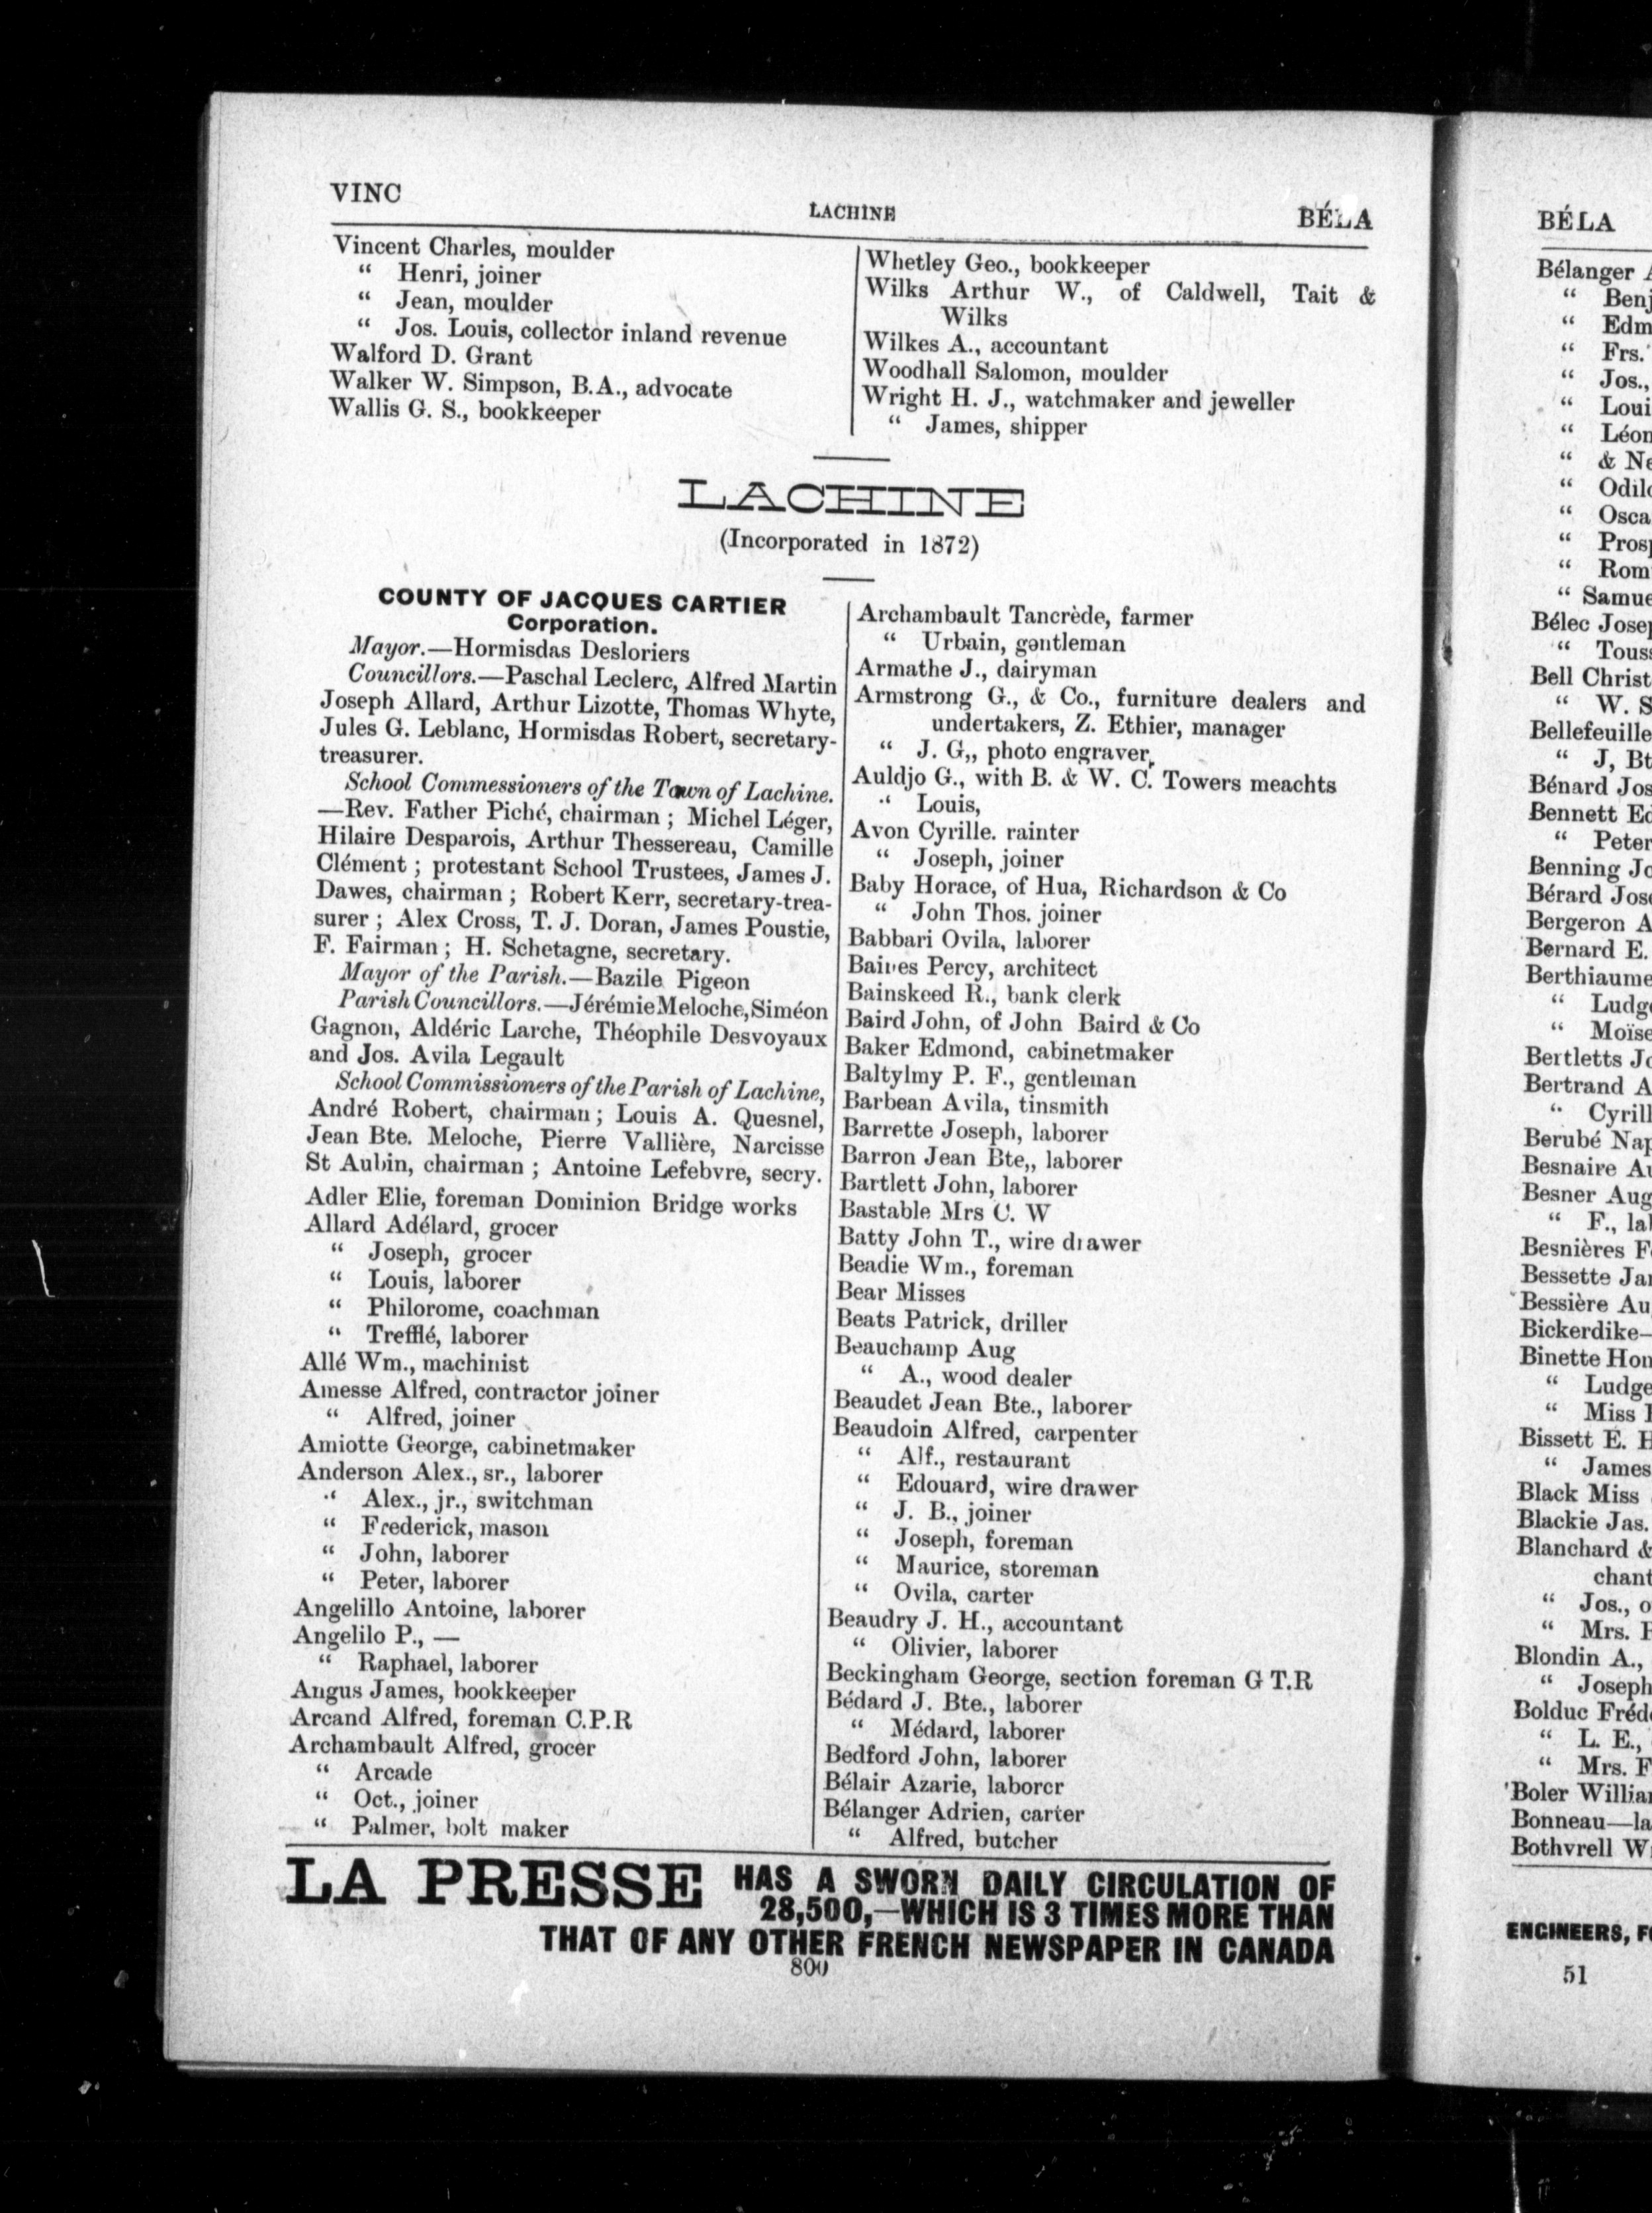 VINC
LACHINE
BÉLA
Vincent Charles, moulder
“ Henri, joiner
“ Jean, moulder
“ Jos. Louis, collector inland revenue
Walford D. Grant
Walker W. Simpson, B.A., advocate
Wallis G. S., bookkeeper
Whetley Geo., bookkeeper
Wilks Arthur W., of Caldwell, Tait &
Wilks
Wilkes A., accountant
Woodhall Salomon, moulder
Wright H. J., watchmaker and jeweller
“ James, shipper
LACHINE
(Incorporated in 1872)
COUNTY OF JACQUES CARTIER
Corporation.
Mayor.—Hormisdas Desloriers
Councillors.—Paschal Leclerc, Alfred Martin
Joseph Allard, Arthur Lizotte, Thomas Whyte,
Jules G. Leblanc, Hormisdas Robert, secretary-
treasurer.
School Commessioners of the Town of Lachine.
—Rev. Father Piché, chairman ; Michel Léger,
Hilaire Desparois, Arthur Thessereau, Camille
Clément ; protestant School Trustees, James J.
Dawes, chairman ; Robert Kerr, secretary-trea-
surer ; Alex Cross, T. J. Doran, James Poustie,
F. Fairman ; H. Schetagne, secretary.
Mayor of the Parish.—Bazile Pigeon
Parish Councillors.—Jérémie Meloche, Siméon
Gagnon, Aldéric Larche, Théophile Desvoyaux
and Jos. Avila Legault
School Commissioners of the Parish of Lachine,
André Robert, chairman ; Louis A. Quesnel,
Jean Bte. Meloche, Pierre Vallière, Narcisse
St Aubin, chairman ; Antoine Lefebvre, secry.
Adler Elie, foreman Dominion Bridge works
Allard Adélard, grocer
“ Joseph, grocer
“ Louis, laborer
“ Philorome, coachman
“ Trefflé, laborer
Allé Wm., machinist
Amesse Alfred, contractor joiner
“ Alfred, joiner
Amiotte George, cabinetmaker
Anderson Alex., sr., laborer
“ Alex., jr., switchman
“ Frederick, mason
“ John, laborer
“ Peter, laborer
Angelillo Antoine, laborer
Angelilo P., —
“ Raphael, laborer
Angus James, bookkeeper
Arcand Alfred, foreman C.P.R
Archambault Alfred, grocer
“ Arcade
“ Oct., joiner
“ Palmer, bolt maker
Archambault Tancrède, farmer
“ Urbain, gentleman
Armathe J., dairyman
Armstrong G., & Co., furniture dealers and
undertakers, Z. Ethier, manager
“ J. G,, photo engraver,
Auldjo G., with B. & W. C. Towers meachts
“ Louis,
Avon Cyrille. rainter
“ Joseph, joiner
Baby Horace, of Hua, Richardson & Co
“ John Thos. joiner
Babbari Ovila, laborer
Baines Percy, architect
Bainskeed R., bank clerk
Baird John, of John Baird & Co
Baker Edmond, cabinetmaker
Baltylmy P. F., gentleman
Barbean Avila, tinsmith
Barrette Joseph, laborer
Barron Jean Bte,, laborer
Bartlett John, laborer
Bastable Mrs C. W
Batty John T., wire drawer
Beadie Wm., foreman
Bear Misses
Beats Patrick, driller
Beauchamp Aug
“ A., wood dealer
Beaudet Jean Bte., laborer
Beaudoin Alfred, carpenter
“ Alf., restaurant
“ Edouard, wire drawer
“ J. B., joiner
“ Joseph, foreman
“ Maurice, storeman
“ Ovila, carter
Beaudry J. H., accountant
“ Olivier, laborer
Beckingham George, section foreman G T.R
Bédard J. Bte., laborer
“ Médard, laborer
Bedford John, laborer
Bélair Azarie, laborer
Bélanger Adrien, carter
“ Alfred, butcher
LA PRESSE HAS A SWORN DAILY CIRCULATION OF
28,500,—WHICH IS 3 TIMES MORE THAN
THAT OF ANY OTHER FRENCH NEWSPAPER IN CANADA
800
BÉLA
Bélanger
“
“
“ Frs.
“ Jos.,
“
“
“ &
“
“
“
“
“
Bélec
“
Bell
“ W.
Bellefeuille
“ J,
Bénard
Bennett
“ Peter
Benning
Bérard
Bergeron
Bernard E.
Berthiaume
“
“ Moïse
Bertletts
Bertrand
“
Berubé
Besnaire
Besner
“ F.,
Besnières
Bessette
Bessière
Bickerdike—
Binette
“
“ Miss
Bissett E.
“ James
Black Miss
Blackie Jas.
Blanchard &
“ Jos.,
“ Mrs.
Blondin A.,
“ Joseph
Bolduc
“ L. E.,
“ Mrs.
Boler
Bonneau—
Bothvrell
ENGINEERS,
51